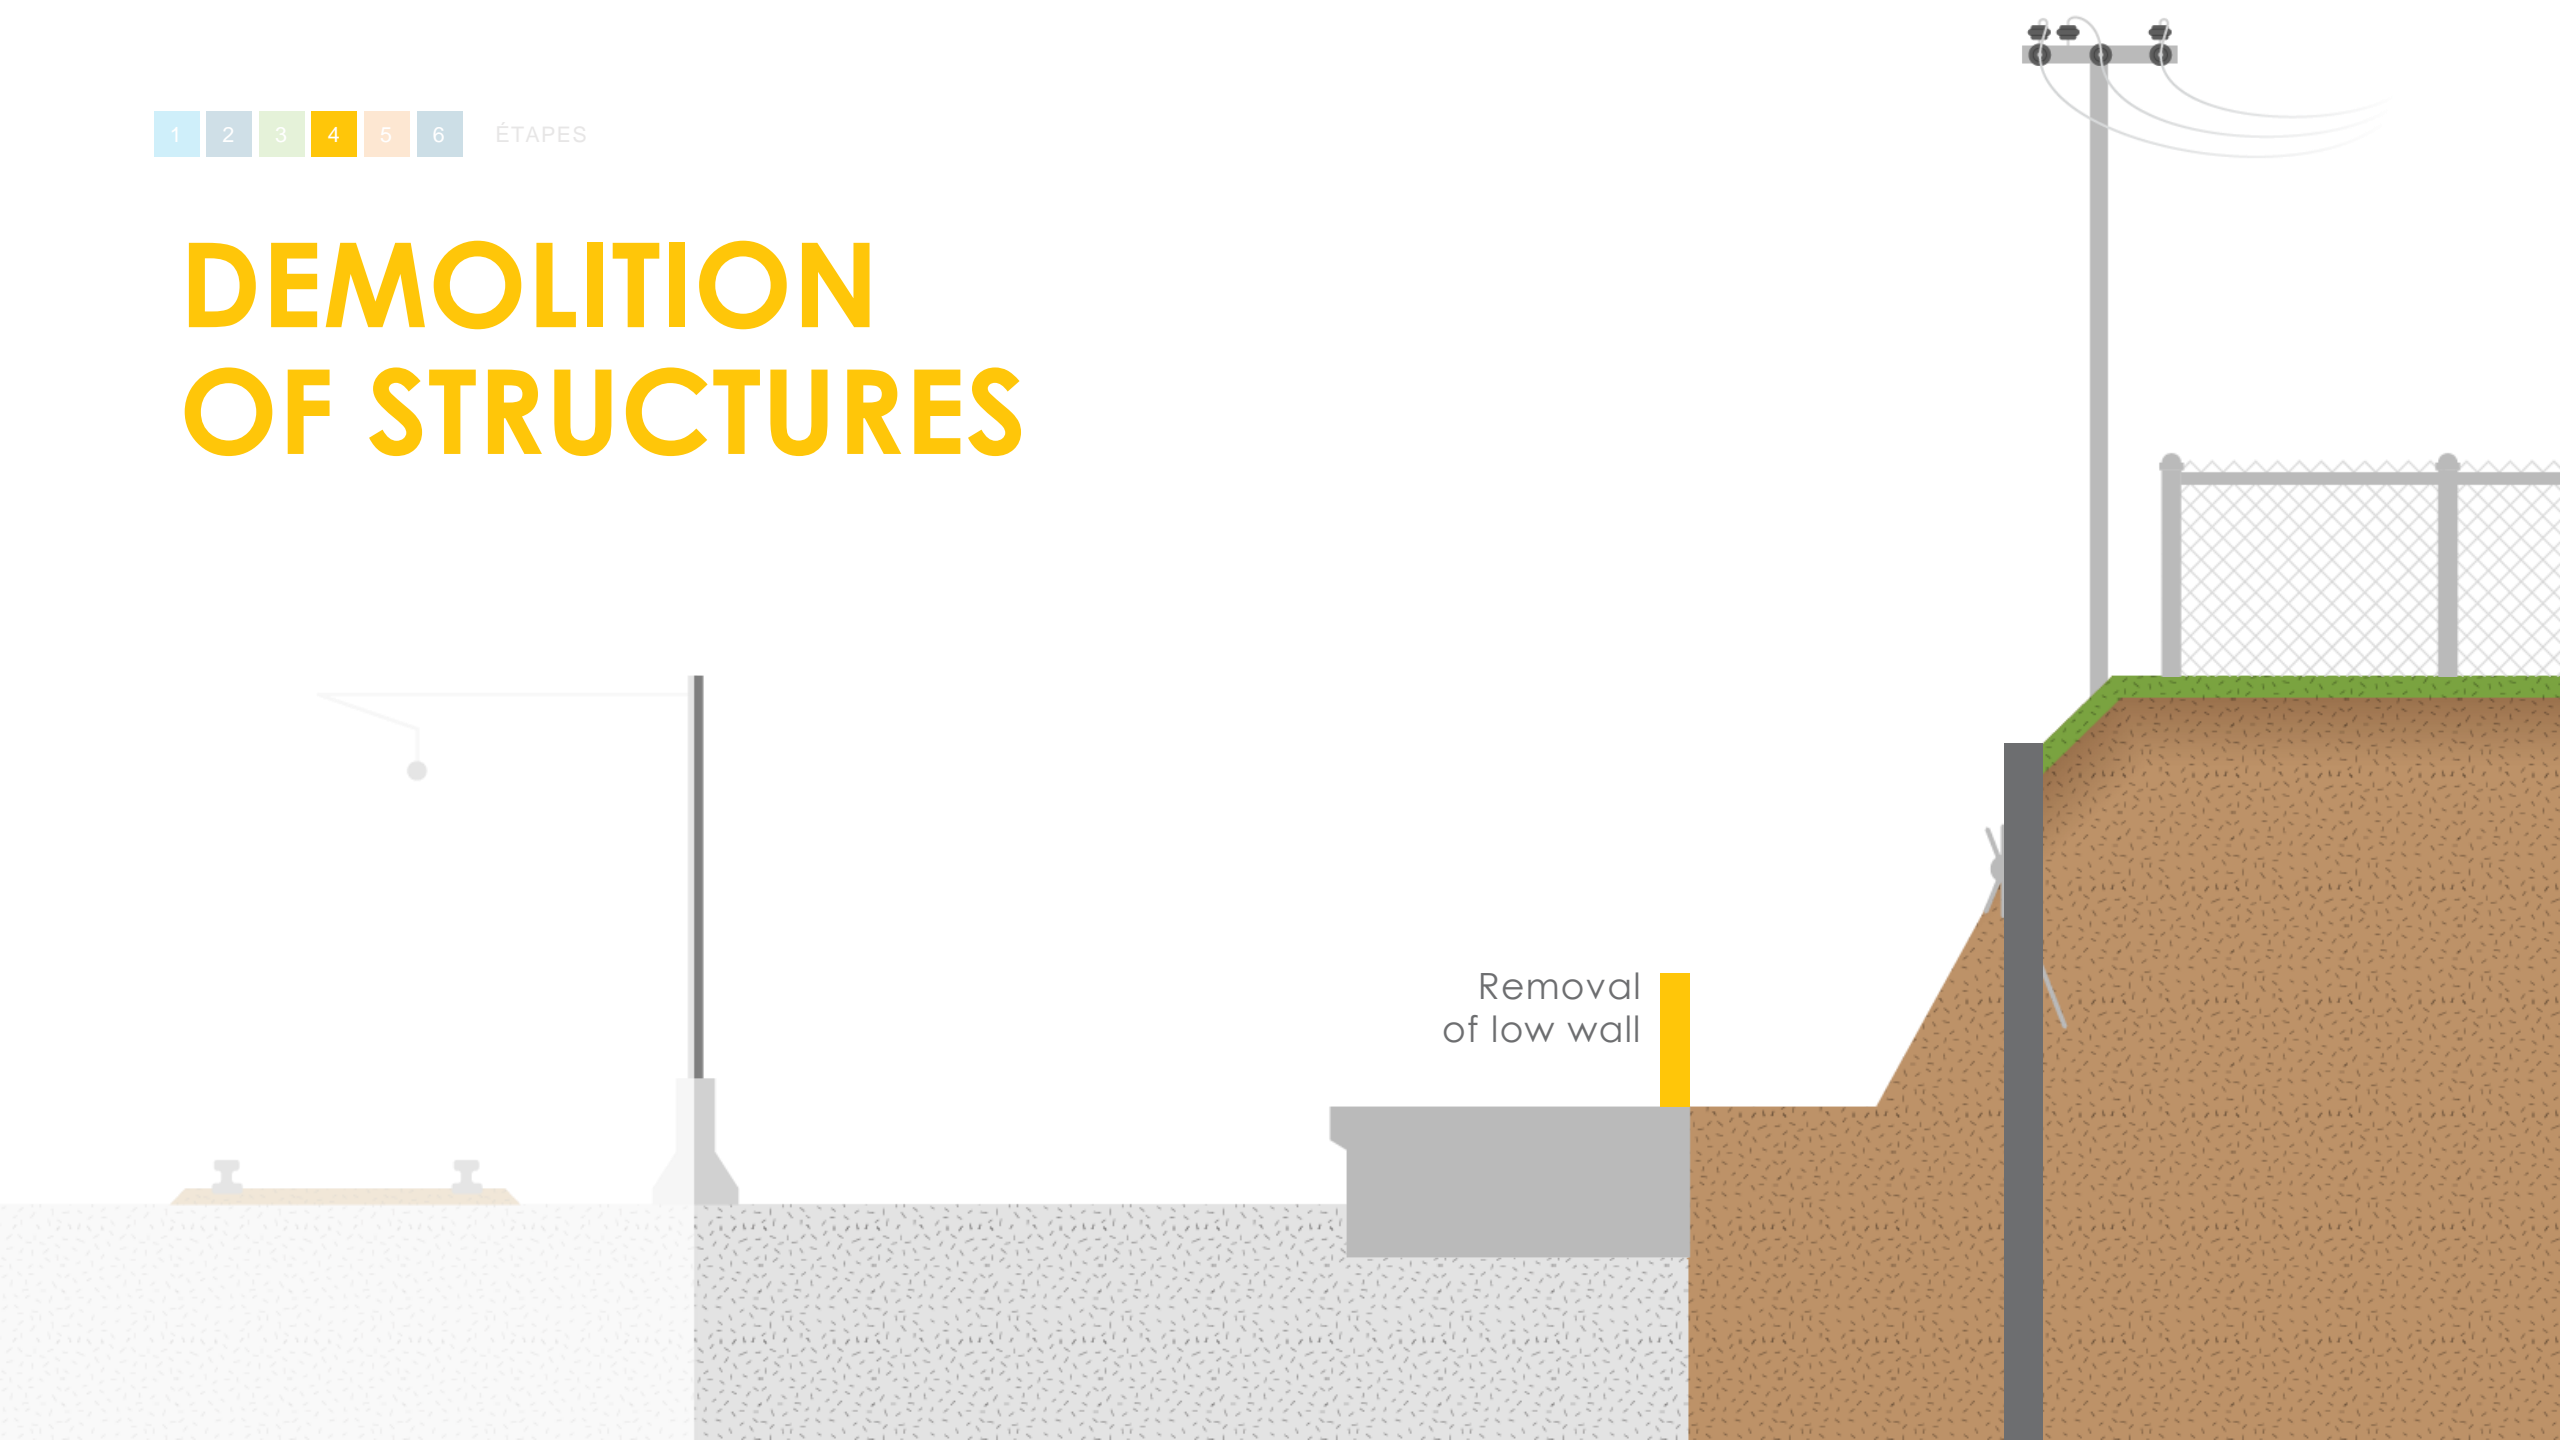 1 2 3 4 5 6 ÉTAPES
DEMOLITION
OF STRUCTURES
Removal
of low wall